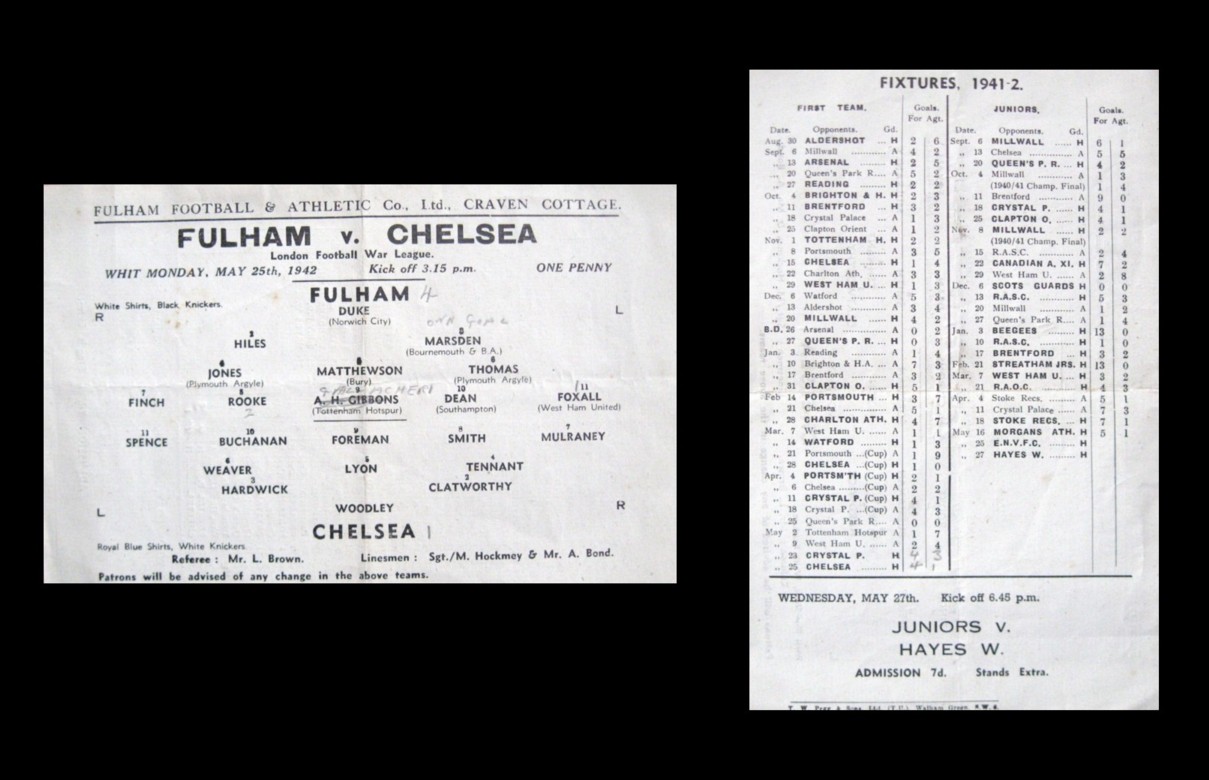 FULHAM FOOTBALL & ATHLETIC Co., Ltd., CRAVEN COTTAGE.
FULHAM v. CHELSEA
London Football War League.
WHIT MONDAY, MAY 25th, 1942 Kick off 3.15 p.m. ONE PENNY
FULHAM 4
White Shirts, Black Knickers.
R L
DUKE
(Norwich City)
OWN GOAL
HILES MARSDEN
(Bournemouth & B.A.)
JONES MATTHEWSON THOMAS
(Plymouth Argyle) (Bury) (Plymouth Argyle)
7 9 10 11
FINCH ROOKE A. H. GIBBONS DEAN FOXALL
2 (Tottenham Hotspur) (Southampton) (West Ham United)
11 10 9 8 7
SPENCE BUCHANAN FOREMAN SMITH MULRANEY
WEAVER LYON TENNANT
3
HARDWICK CLATWORTHY
WOODLEY
L R
CHELSEA 1
Royal Blue Shirts, White Knickers
Referee : Mr. L. Brown. Linesmen : Sgt./M. Hockmey & Mr. A. Bond.
Patrons will be advised of any change in the above teams.
FIXTURES, 1941-2.
FIRST TEAM. Goals.
For Agt.
Date. Opponents. Gd.
Aug. 30 ALDERSHOT ... H 2 6
Sept. 6 Millwall ............ A 4 2
,, 13 ARSENAL ......... H 2 5
,, 20 Queen's Park R.... A 5 2
,, 27 READING ......... H 2 2
Oct. 4 BRIGHTON & H. H 2 3
,, 11 BRENTFORD ... H 3 2
,, 18 Crystal Palace ... A 1 3
,, 25 Clapton Orient ... A 1 2
Nov. 1 TOTTENHAM H. H 2 2
,, 8 Portsmouth ...... A 3 5
,, 15 CHELSEA ......... H 1 4
,, 22 Charlton Ath. ...... A 3 3
,, 29 WEST HAM U. ... H 1 3
Dec. 6 Watford ............ A 5 3
,, 13 Aldershot ......... A 3 4
,, 20 MILLWALL ...... H 4 2
B.D. 26 Arsenal ............ A 0 2
,, 27 QUEEN'S P. R. ... H 0 3
Jan. 3 Reading ............ A 1 4
,, 10 Brighton & H.A. ... A 7 3
,, 17 Brentford ......... A 3 2
,, 31 CLAPTON O. ...... H 5 1
Feb 14 PORTSMOUTH ... H 3 7
,, 21 Chelsea ............ A 5 1
,, 28 CHARLTON ATH. H 4 7
Mar. 7 West Ham U. ...... A 1 1
,, 14 WATFORD ......... H 1 3
,, 21 Portsmouth ...(Cup) A 1 9
,, 28 CHELSEA ...(Cup) H 1 0
Apr. 4 PORTSM'TH (Cup) H 2 1
,, 6 Chelsea .........(Cup) A 2 2
,, 11 CRYSTAL P. (Cup) H 4 1
,, 18 Crystal P. ...(Cup) A 4 3
,, 25 Queen's Park R.... A 0 0
May 2 Tottenham Hotspur A 1 7
,, 9 West Ham U. ...... A 2 4
,, 23 CRYSTAL P. H 4
,, 25 CHELSEA ......... H 4 1
JUNIORS. Goals.
For Agt.
Date. Opponents. Gd.
Sept. 6 MILLWALL ...... H 6 1
,, 13 Chelsea ............... A 5 5
,, 20 QUEEN'S P. R. ... H 4 2
Oct. 4 Millwall ............ A 1 3
(1940/41 Champ. Final) 1 4
,, 11 Brentford ......... A 9 0
,, 18 CRYSTAL P. ...... H 4 1
,, 25 CLAPTON O. ...... H 4 1
Nov. 8 MILLWALL ...... H 2 2
(1940/41 Champ. Final)
,, 15 R.A.S.C. ............ A 2 4
,, 22 CANADIAN A. XI. H 7 2
,, 29 West Ham U. ...... A 2 8
Dec. 6 SCOTS GUARDS H 0 0
,, 13 R.A.S.C. ............ H 5 3
,, 20 Millwall ............ A 1 2
,, 27 Queen's Park R.... A 1 4
Jan. 3 BEEGEES ......... H 13 0
,, 10 R.A.S.C. ............ H 1 0
,, 17 BRENTFORD ... H 3 2
Feb. 21 STREATHAM JRS. H 13 0
Mar. 7 WEST HAM U. ... H 3 2
,, 21 R.A.O.C. ............ H 4 3
Apr. 4 Stoke Recs. ......... A 5 1
,, 11 Crystal Palace ...... A 7 3
,, 18 STOKE RECS. ...... H 7 1
May 16 MORGANS ATH. H 5 1
,, 25 E.N.V.F.C. ......... H
,, 27 HAYES W. ......... H
WEDNESDAY, MAY 27th. Kick off 6.45 p.m.
JUNIORS v.
HAYES W.
ADMISSION 7d. Stands Extra.